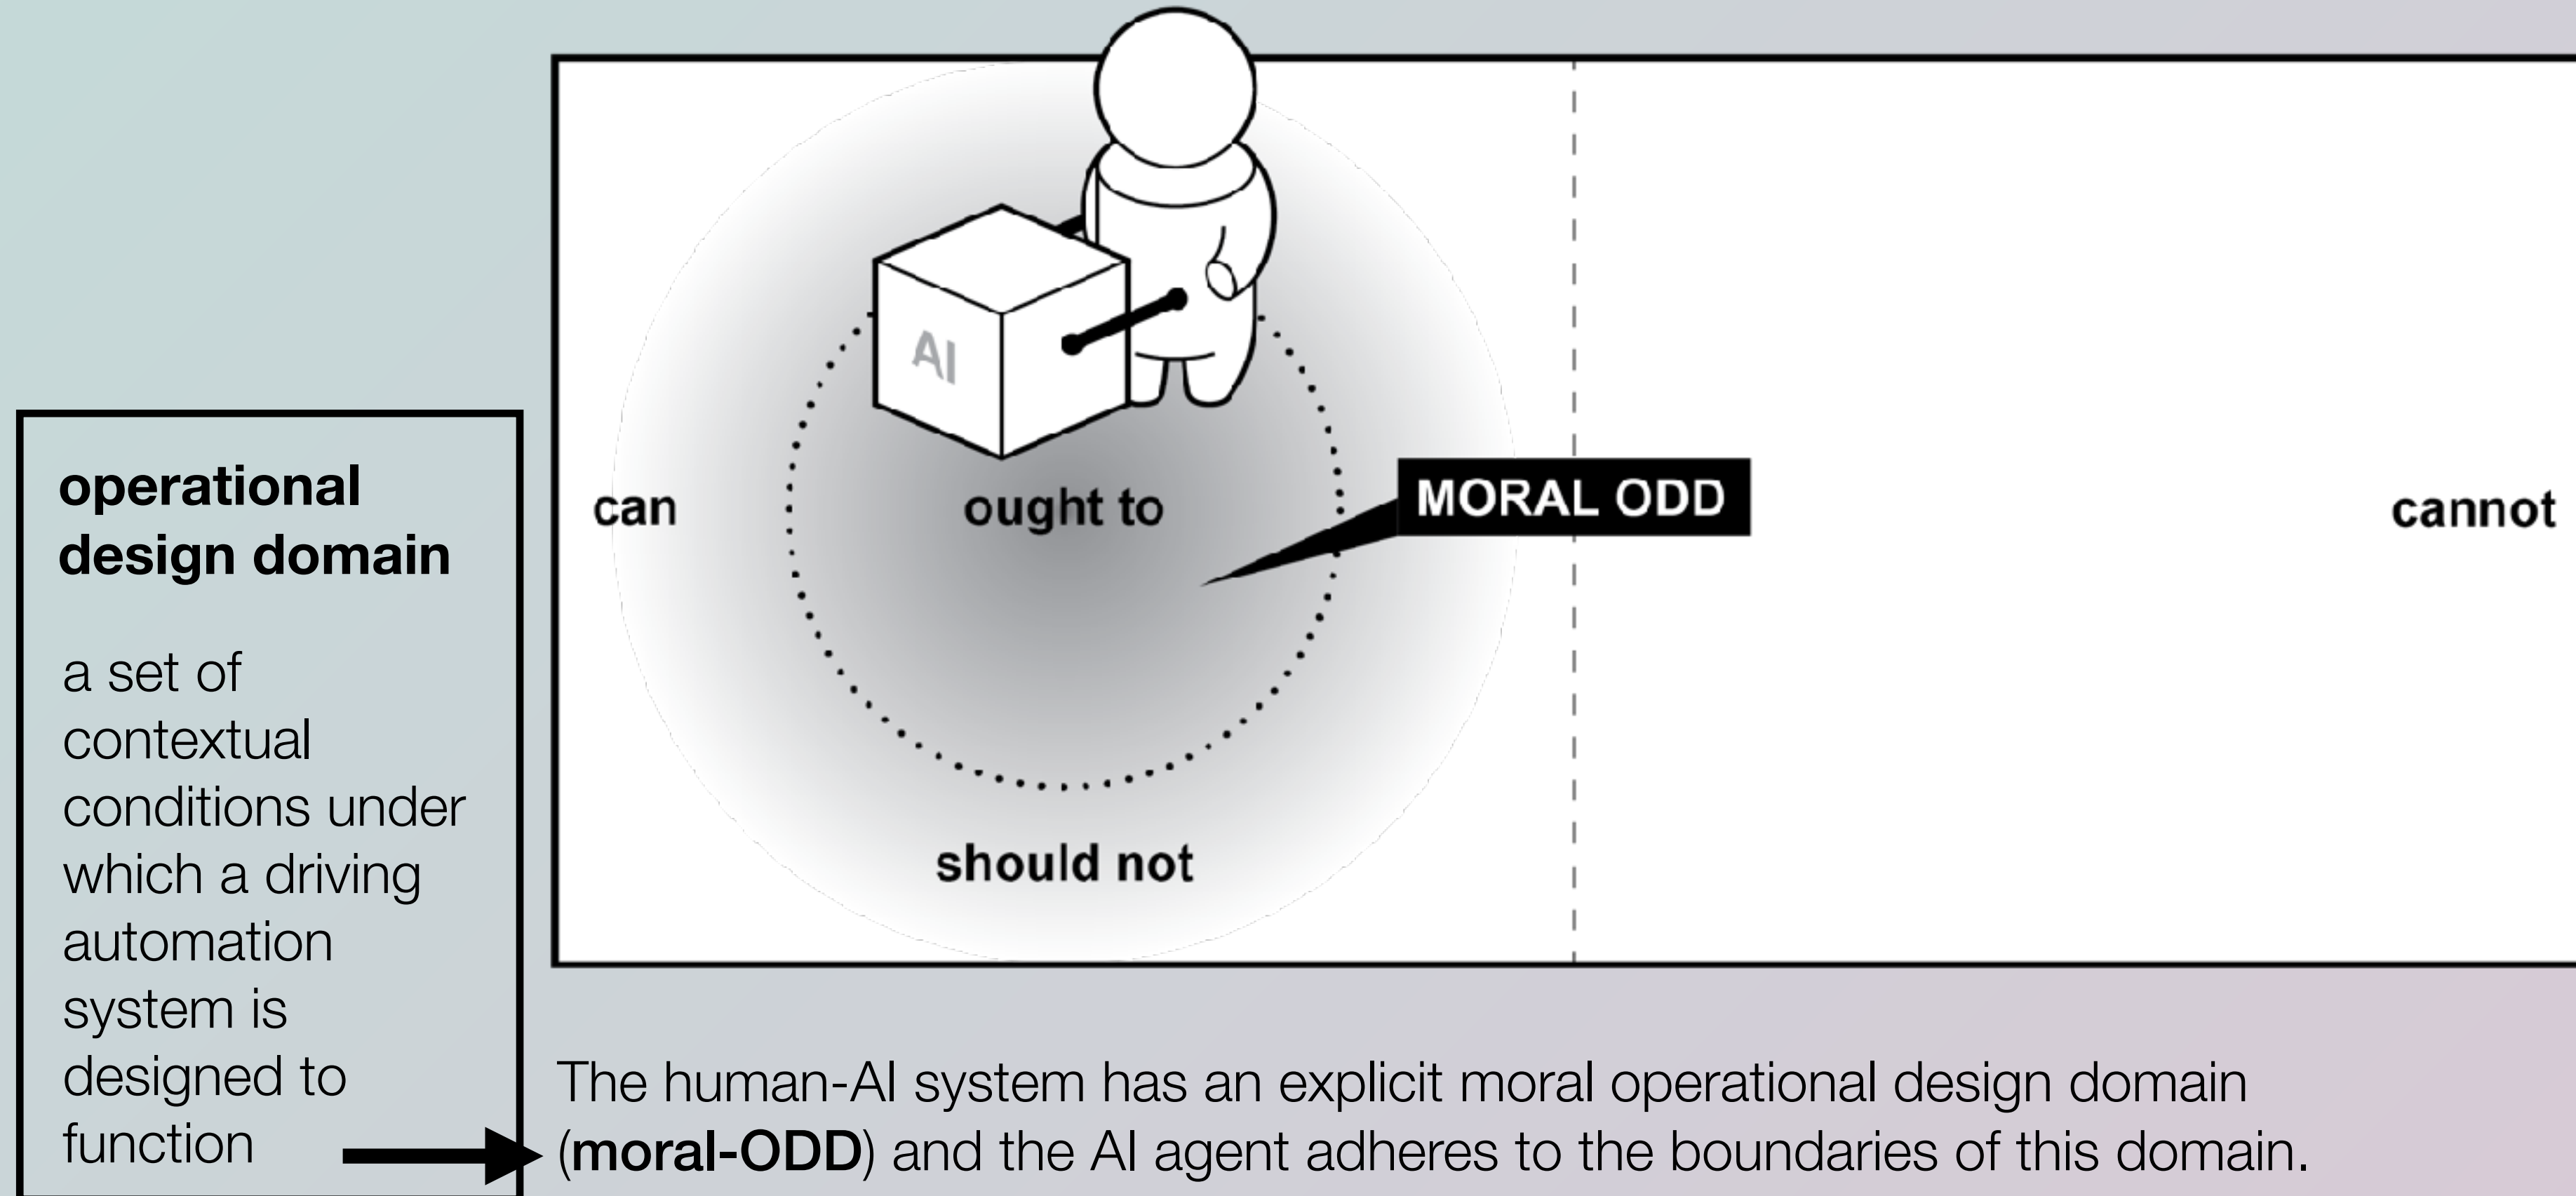 operational
design domain
a set of
contextual
conditions under
which a driving
automation
system is
designed to
function
AI
can
ought to
MORAL ODD
cannot
should not
The human-AI system has an explicit moral operational design domain
(moral-ODD) and the AI agent adheres to the boundaries of this domain.